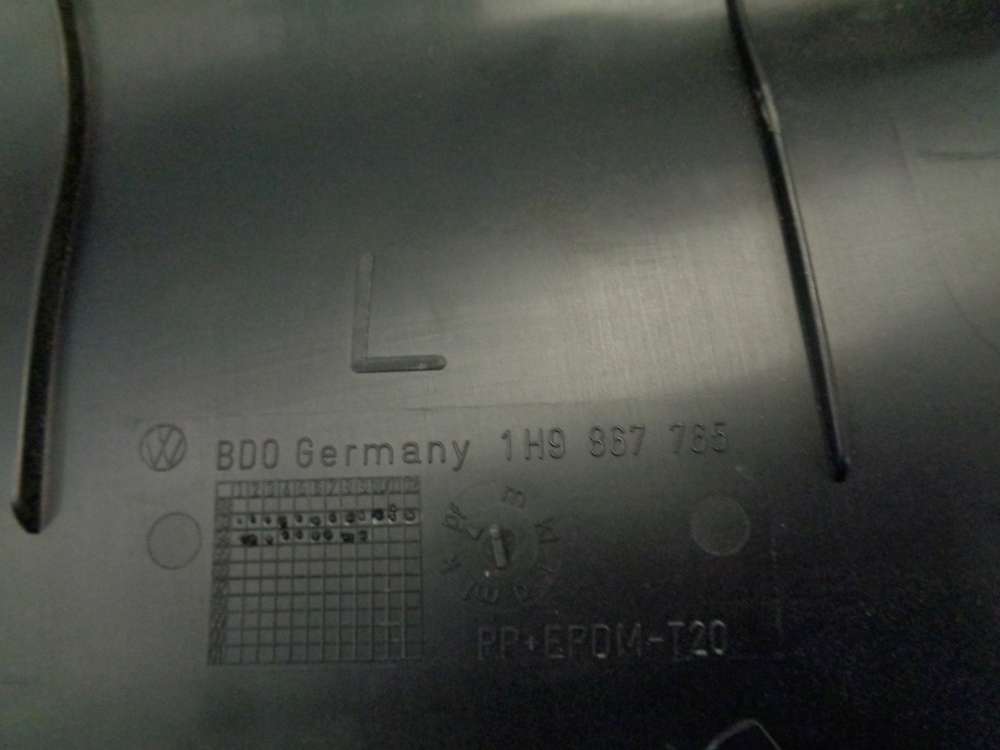 L
BDO Germany 1H9 867 765
PP+EPDM-T20